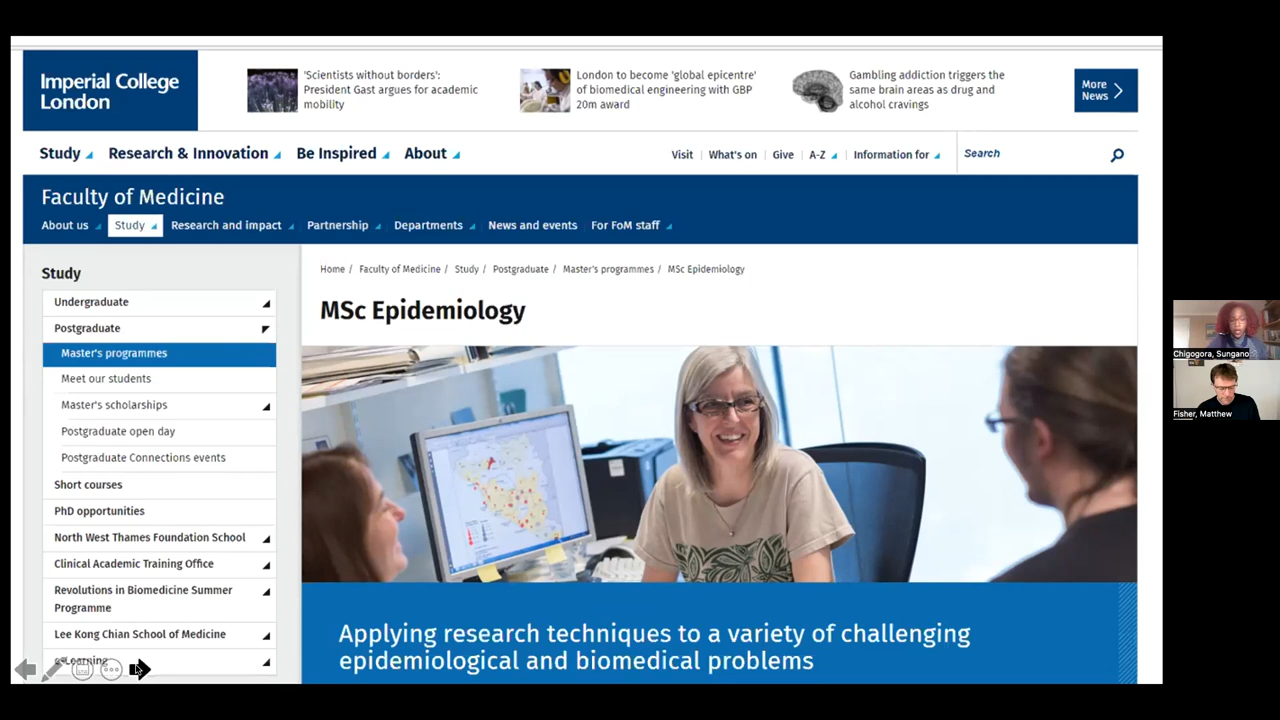 Imperial College
London
'Scientists without borders':
President Gast argues for academic
mobility
London to become 'global epicentre'
of biomedical engineering with GBP
20m award
Gambling addiction triggers the
same brain areas as drug and
alcohol cravings
More
News
Study
Research & Innovation
Be Inspired
About
Visit
What's on
Give
A-Z
Information for
Search
Faculty of Medicine
About us
Study
Research and impact
Partnership
Departments
News and events
For FoM staff
Study
Undergraduate
Postgraduate
Master's programmes
Meet our students
Master's scholarships
Postgraduate open day
Postgraduate Connections events
Short courses
PhD opportunities
North West Thames Foundation School
Clinical Academic Training Office
Revolutions in Biomedicine Summer
Programme
Lee Kong Chian School of Medicine
eLearning
Home / Faculty of Medicine / Study / Postgraduate / Master's programmes / MSc Epidemiology
MSc Epidemiology
Applying research techniques to a variety of challenging
epidemiological and biomedical problems
Chigogora, Sungano
Fisher, Matthew